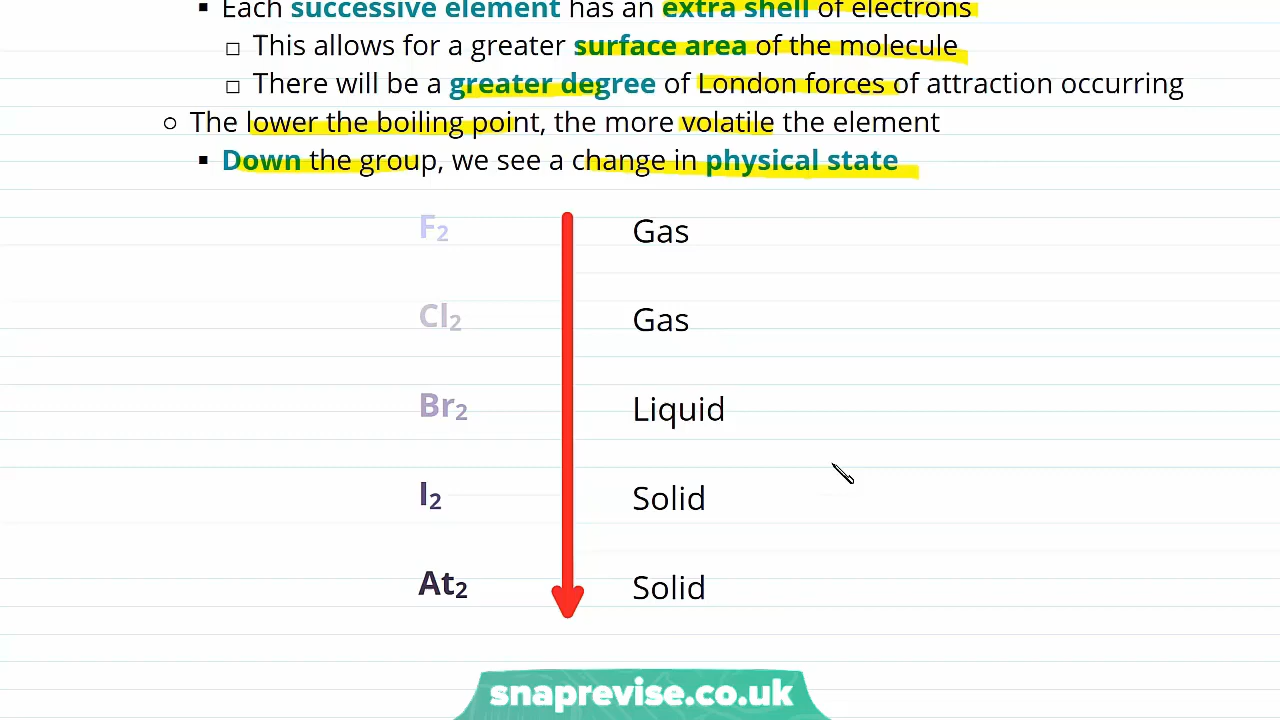 Each successive element has an extra shell of electrons
This allows for a greater surface area of the molecule
There will be a greater degree of London forces of attraction occurring
The lower the boiling point, the more volatile the element
Down the group, we see a change in physical state
F₂ Gas
Cl₂ Gas
Br₂ Liquid
I₂ Solid
At₂ Solid
snaprevise.co.uk